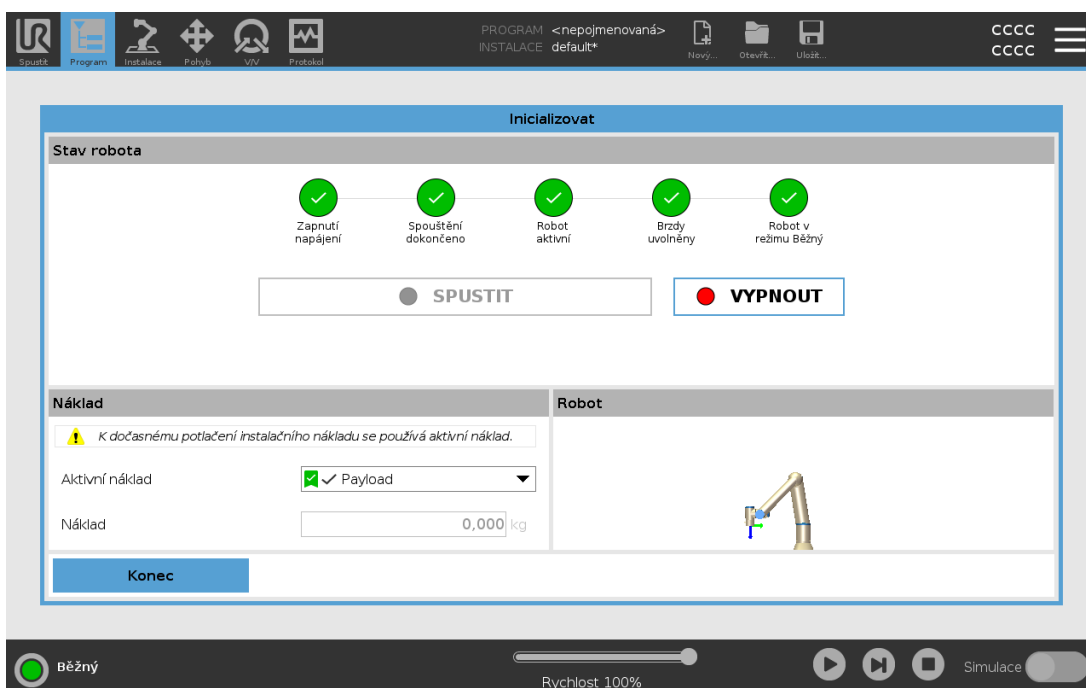 UR
Spustit
Program
Instalace
Pohyb
V/V
Protokol
PROGRAM <nepojmenovaná>
INSTALACE default*
Nový...
Otevřít...
Uložit...
CCCC
CCCC
Inicializovat
Stav robota
Zapnutí
napájení
Spouštění
dokončeno
Robot
aktivní
Brzdy
uvolněny
Robot v
režimu Běžný
SPUSTIT
VYPNOUT
Náklad
K dočasnému potlačení instalačního nákladu se používá aktivní náklad.
Aktivní náklad
Payload
Náklad
0,000 kg
Robot
Konec
Běžný
Rychlost 100%
Simulace